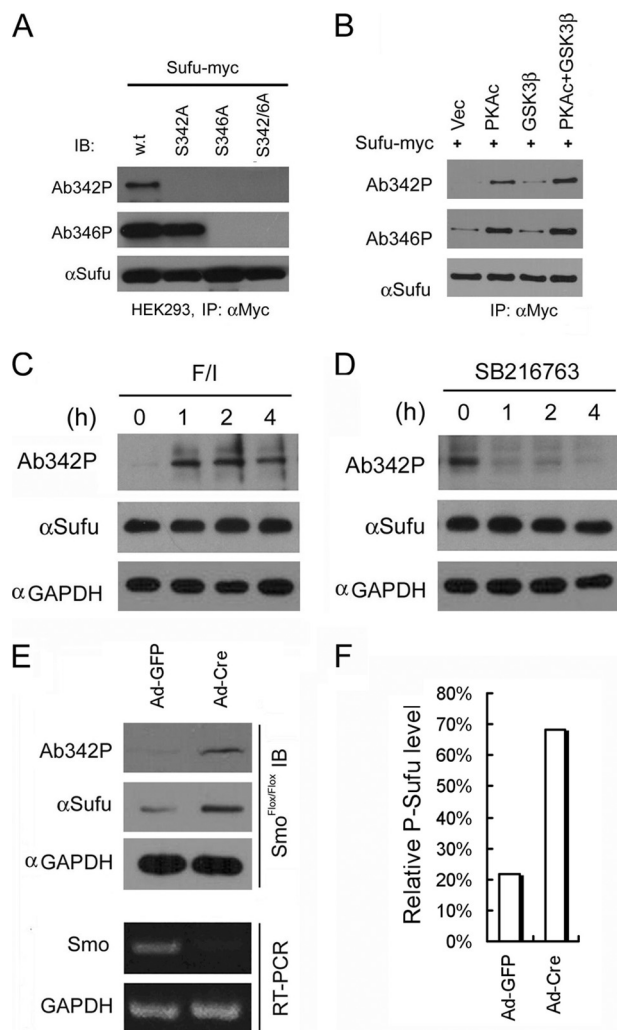 A
Sufu-myc
IB:
w.t
S342A
S346A
S342/6A
Ab342P
Ab346P
αSufu
HEK293, IP: αMyc
B
Vec
PKAc
GSK3β
PKAc+GSK3β
Sufu-myc + + + +
Ab342P
Ab346P
αSufu
IP: αMyc
C
F/I
(h) 0 1 2 4
Ab342P
αSufu
αGAPDH
D
SB216763
(h) 0 1 2 4
Ab342P
αSufu
αGAPDH
E
Ad-GFP
Ad-Cre
Ab342P
αSufu
αGAPDH
Smo^Flox/Flox IB
Smo
GAPDH
RT-PCR
F
Relative P-Sufu level
80%
70%
60%
50%
40%
30%
20%
10%
0%
Ad-GFP
Ad-Cre